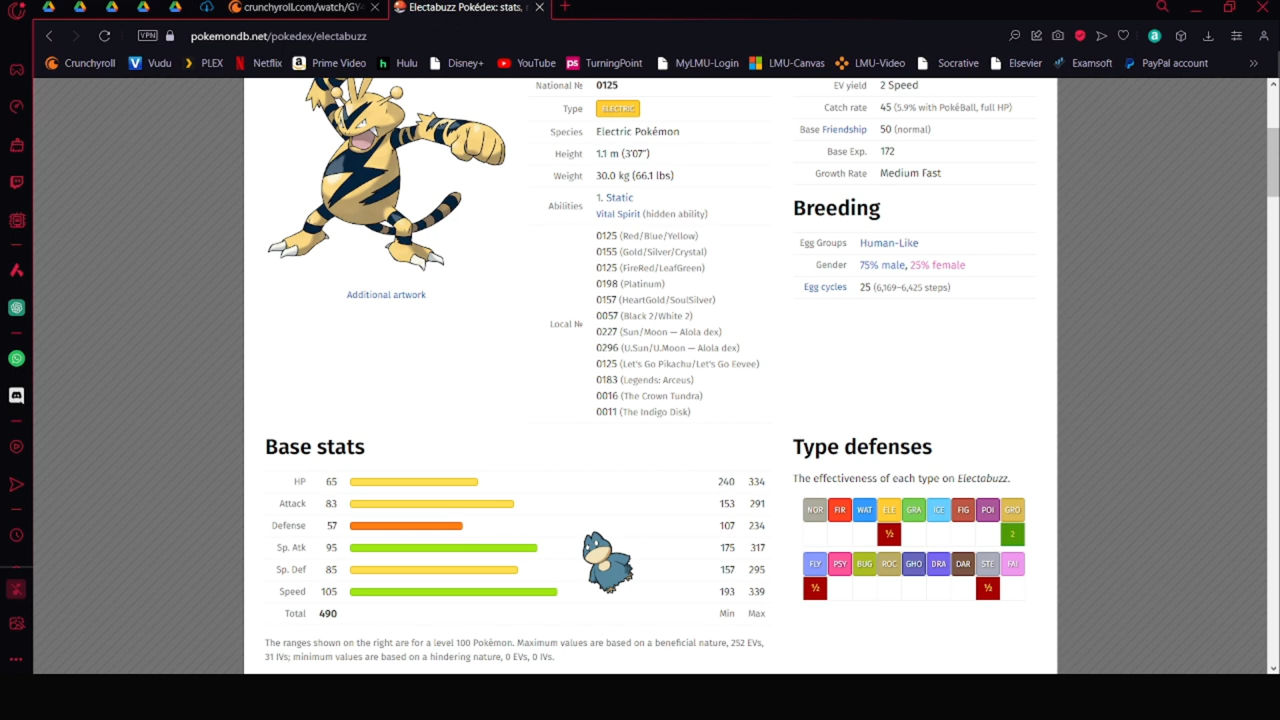 crunchyroll.com/watch/GY
Electabuzz Pokédex: stats,
VPN
pokemondb.net/pokedex/electabuzz
Crunchyroll
Vudu
PLEX
Netflix
Prime Video
Hulu
Disney+
YouTube
TurningPoint
MyLMU-Login
LMU-Canvas
LMU-Video
Socrative
Elsevier
Examsoft
PayPal account
National № 0125
Type ELECTRIC
Species Electric Pokémon
Height 1.1 m (3′07″)
Weight 30.0 kg (66.1 lbs)
Abilities 1. Static
Vital Spirit (hidden ability)
Local № 0125 (Red/Blue/Yellow)
0155 (Gold/Silver/Crystal)
0125 (FireRed/LeafGreen)
0198 (Platinum)
0157 (HeartGold/SoulSilver)
0057 (Black 2/White 2)
0227 (Sun/Moon — Alola dex)
0296 (U.Sun/U.Moon — Alola dex)
0125 (Let's Go Pikachu/Let's Go Eevee)
0183 (Legends: Arceus)
0016 (The Crown Tundra)
0011 (The Indigo Disk)
Additional artwork
EV yield 2 Speed
Catch rate 45 (5.9% with PokéBall, full HP)
Base Friendship 50 (normal)
Base Exp. 172
Growth Rate Medium Fast
Breeding
Egg Groups Human-Like
Gender 75% male, 25% female
Egg cycles 25 (6,169–6,425 steps)
Base stats
HP 65 240 334
Attack 83 153 291
Defense 57 107 234
Sp. Atk 95 175 317
Sp. Def 85 157 295
Speed 105 193 339
Total 490 Min Max
The ranges shown on the right are for a level 100 Pokémon. Maximum values are based on a beneficial nature, 252 EVs,
31 IVs; minimum values are based on a hindering nature, 0 EVs, 0 IVs.
Type defenses
The effectiveness of each type on Electabuzz.
NOR FIR WAT ELE GRA ICE FIG POI GRO
½ 2
FLY PSY BUG ROC GHO DRA DAR STE FAI
½ ½